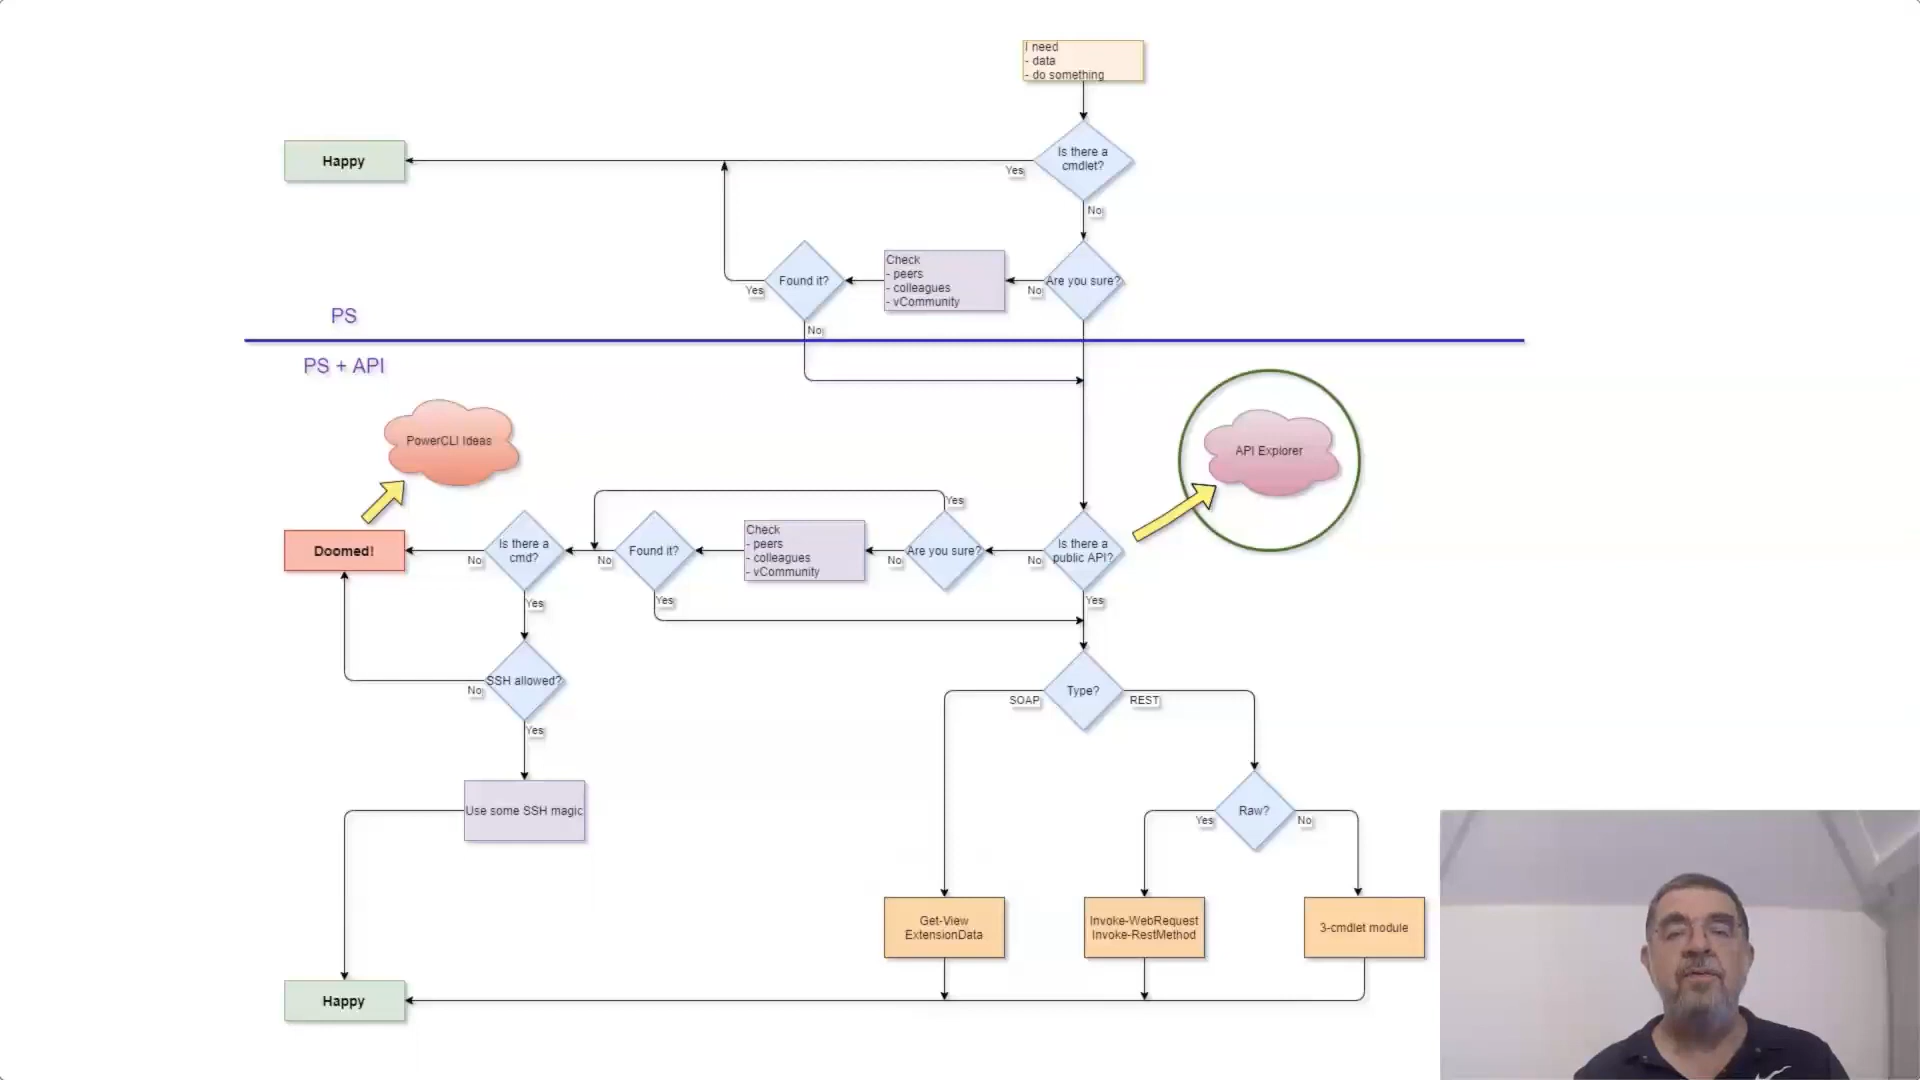 I need
- data
- do something
Is there a
cmdlet?
Happy
Yes
No
Check
- peers
- colleagues
- vCommunity
Found it?
Are you sure?
Yes
No
PS
No
PS + API
PowerCLI Ideas
API Explorer
Yes
Doomed!
Is there a
cmd?
Found it?
Check
- peers
- colleagues
- vCommunity
Are you sure?
Is there a
public API?
No
No
No
No
Yes
Yes
Yes
SSH allowed?
No
Type?
SOAP
REST
Yes
Use some SSH magic
Raw?
Yes
No
Get-View
ExtensionData
Invoke-WebRequest
Invoke-RestMethod
3-cmdlet module
Happy